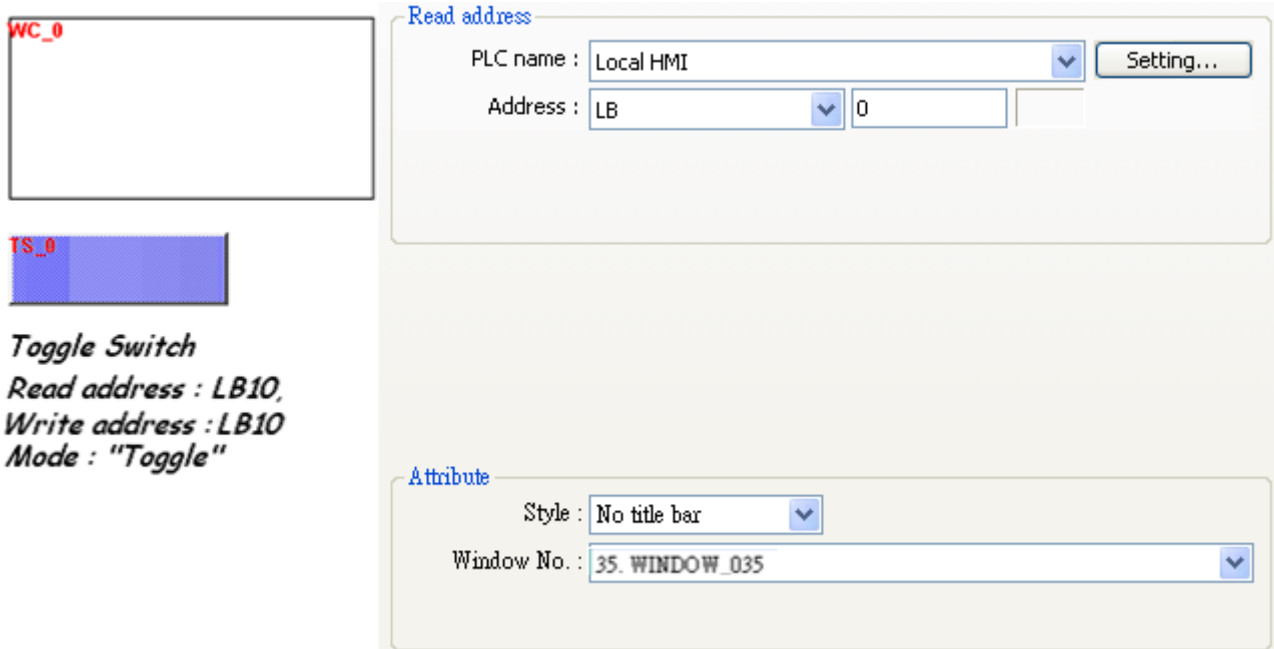 WC_0
TS_0
Toggle Switch
Read address : LB10,
Write address : LB10
Mode : "Toggle"
Read address
PLC name : Local HMI Setting...
Address : LB 0
Attribute
Style : No title bar
Window No. : 35. WINDOW_035